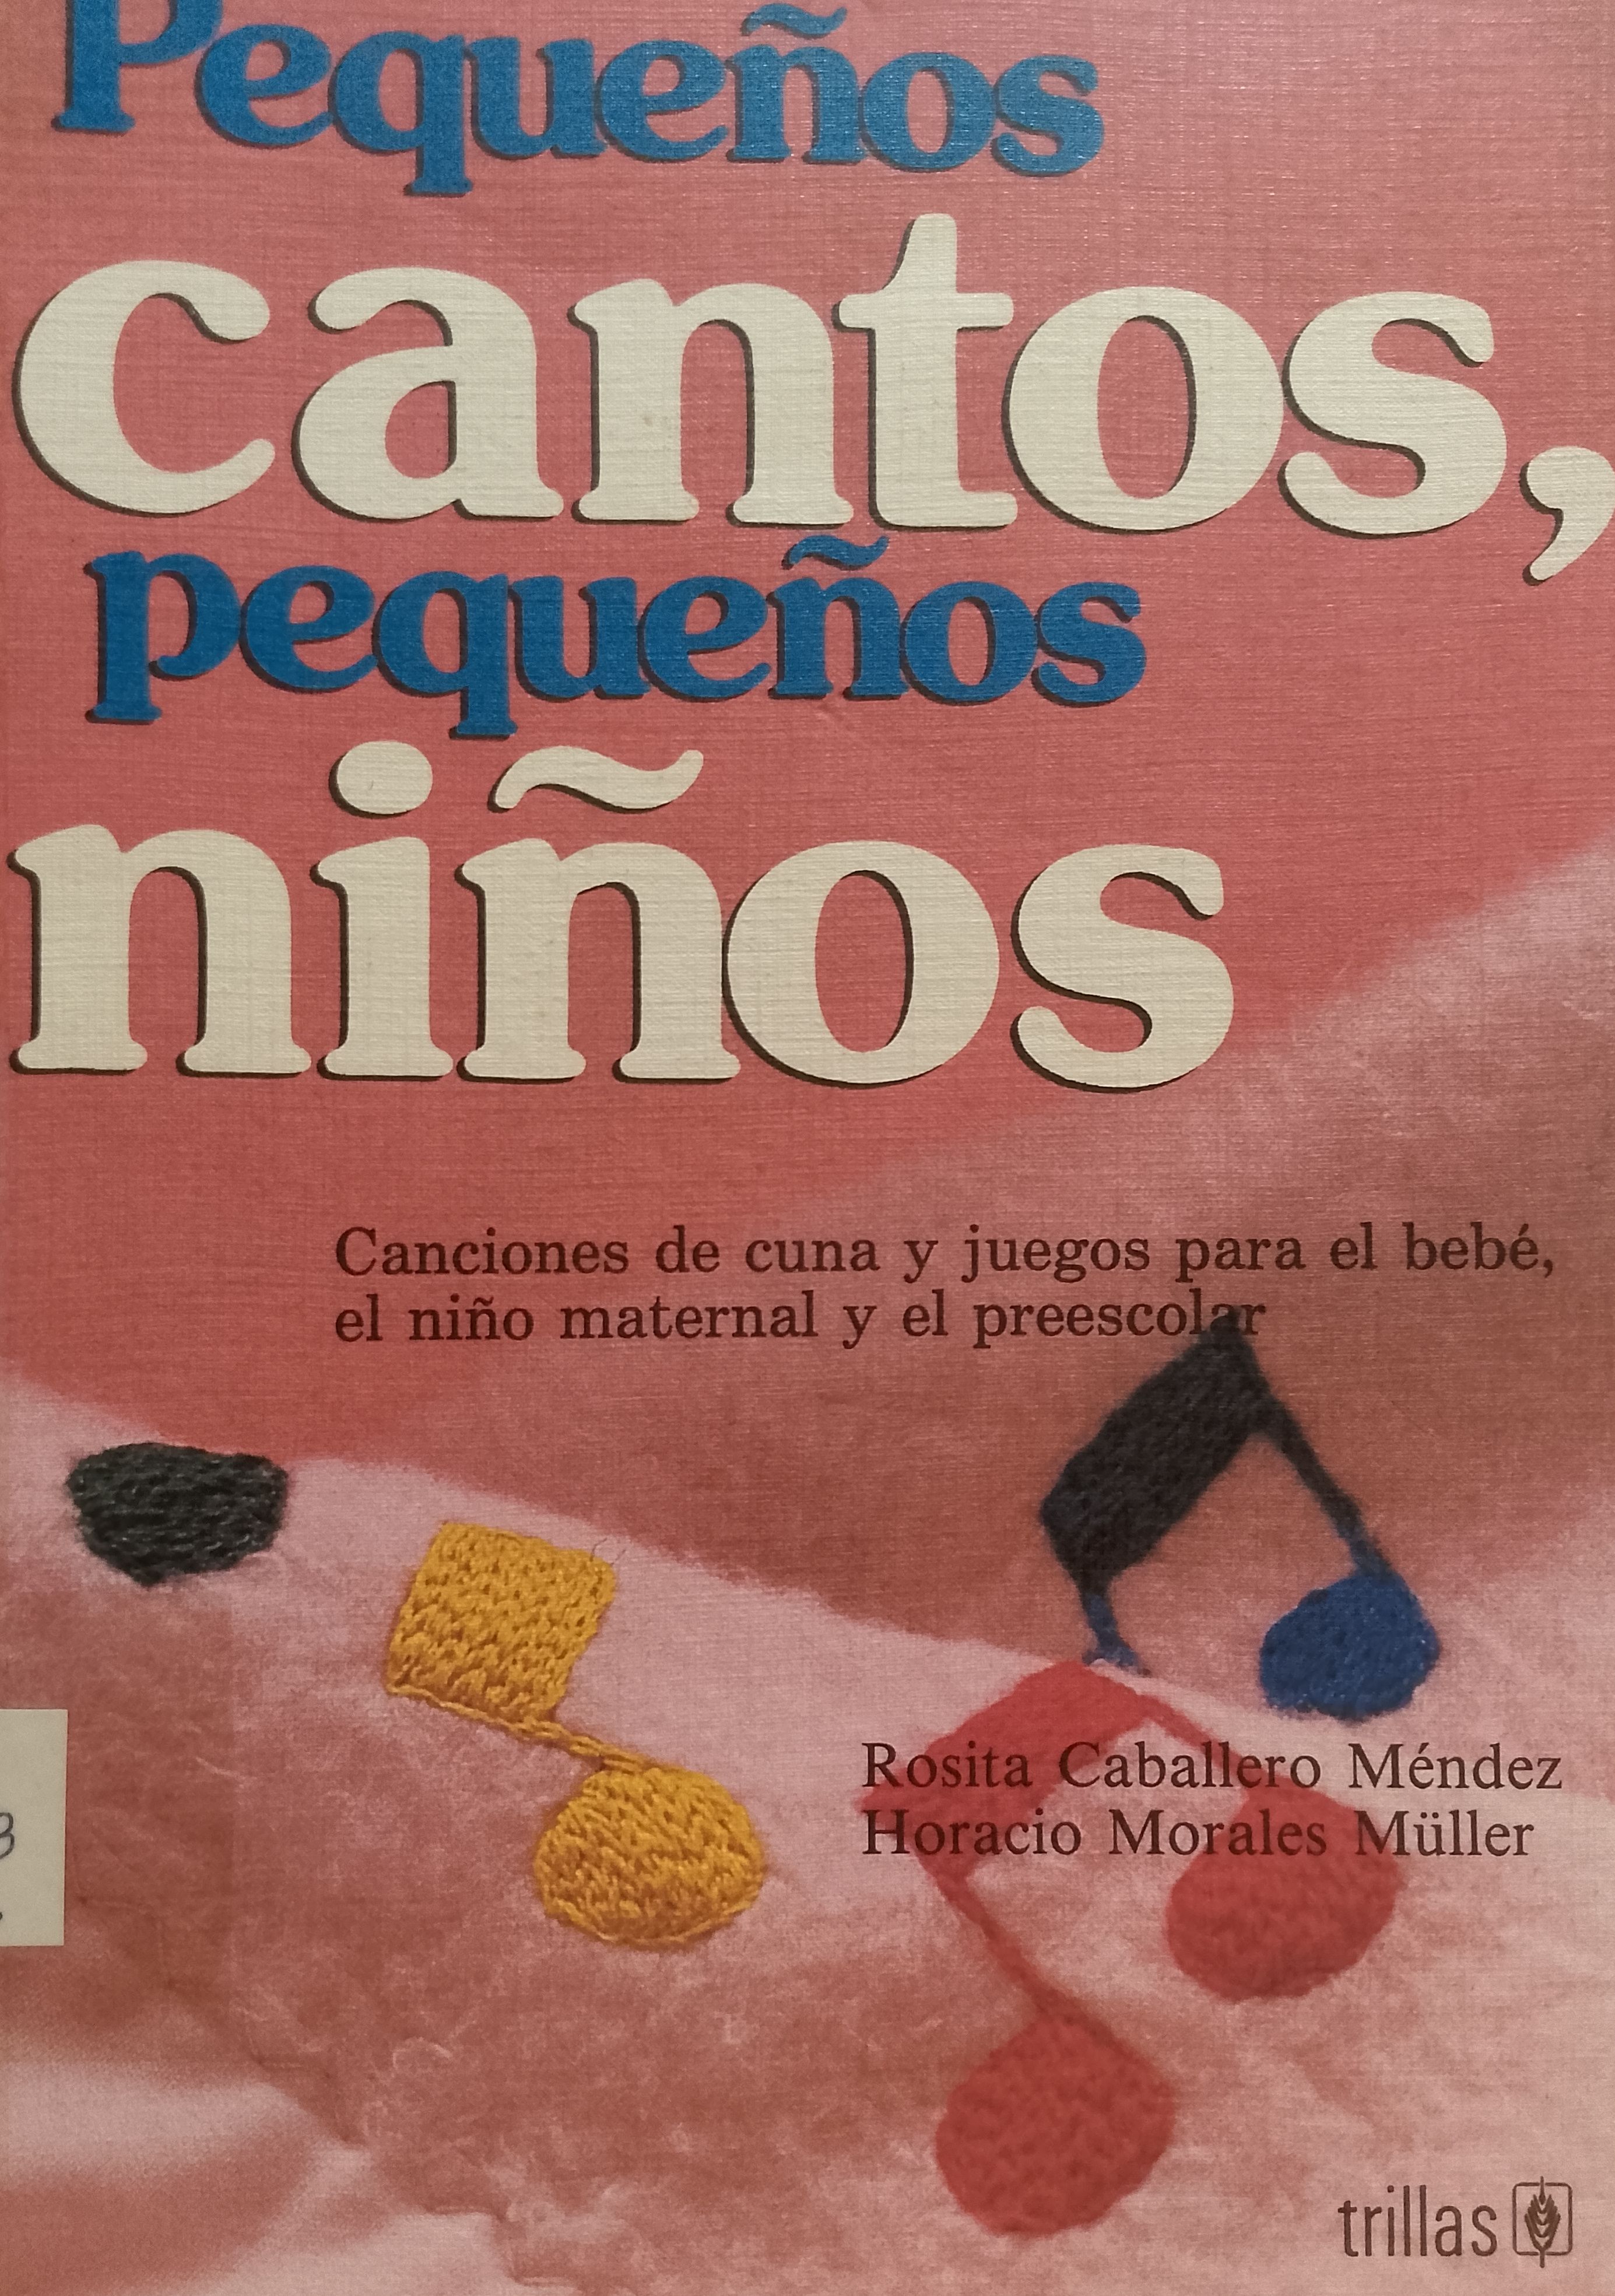 Pequeños
cantos,
pequeños
niños
Canciones de cuna y juegos para el bebé,
el niño maternal y el preescolar
Rosita Caballero Méndez
Horacio Morales Müller
3
trillas